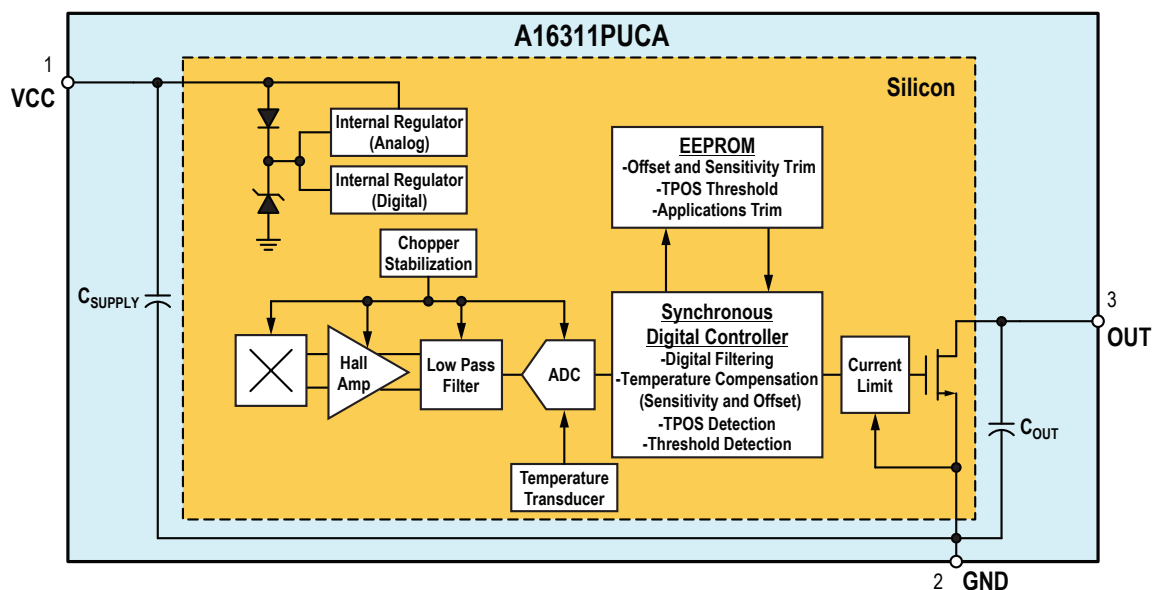 A16311PUCA
1
VCC
Silicon
Internal Regulator
(Analog)
Internal Regulator
(Digital)
EEPROM
-Offset and Sensitivity Trim
-TPOS Threshold
-Applications Trim
Chopper
Stabilization
CSUPPLY
Hall
Amp
Low Pass
Filter
ADC
Synchronous
Digital Controller
-Digital Filtering
-Temperature Compensation
(Sensitivity and Offset)
-TPOS Detection
-Threshold Detection
Current
Limit
3
OUT
COUT
Temperature
Transducer
2
GND